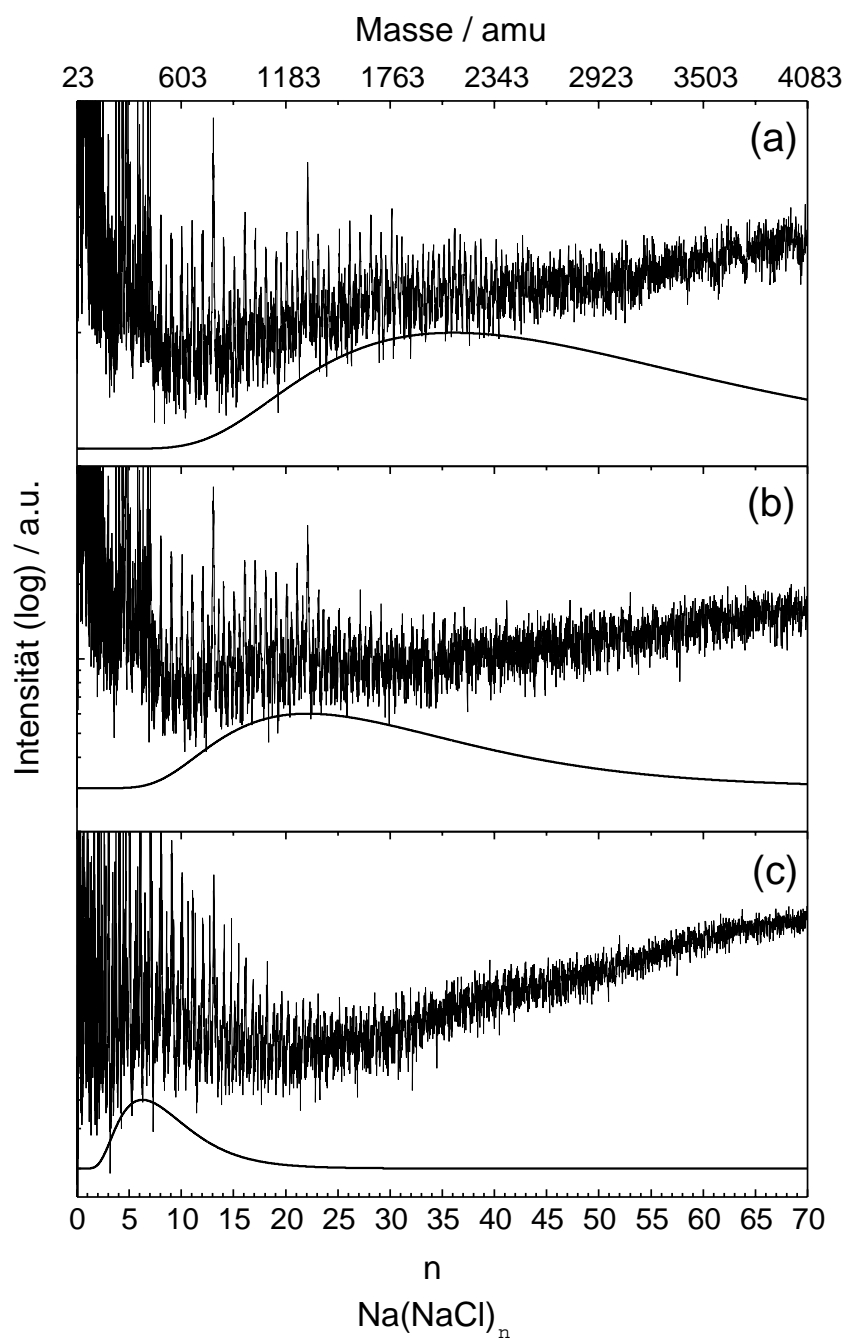 Masse / amu
23 603 1183 1763 2343 2923 3503 4083
(a)
(b)
(c)
Intensität (log) / a.u.
0 5 10 15 20 25 30 35 40 45 50 55 60 65 70
n
Na(NaCl)n